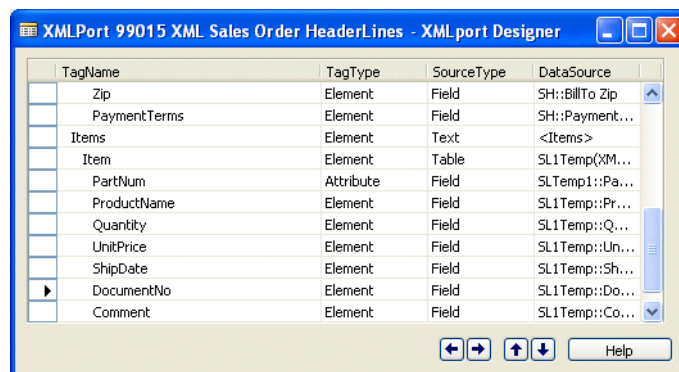 XMLPort 99015 XML Sales Order HeaderLines - XMLport Designer
TagName TagType SourceType DataSource
Zip Element Field SH::BillTo Zip
PaymentTerms Element Field SH::Payment...
Items Element Text <Items>
Item Element Table SL1Temp(XM...
PartNum Attribute Field SLTemp1::Pa...
ProductName Element Field SL1Temp::Pr...
Quantity Element Field SL1Temp::Q...
UnitPrice Element Field SL1Temp::Un...
ShipDate Element Field SL1Temp::Sh...
DocumentNo Element Field SL1Temp::Do...
Comment Element Field SL1Temp::Co...
Help